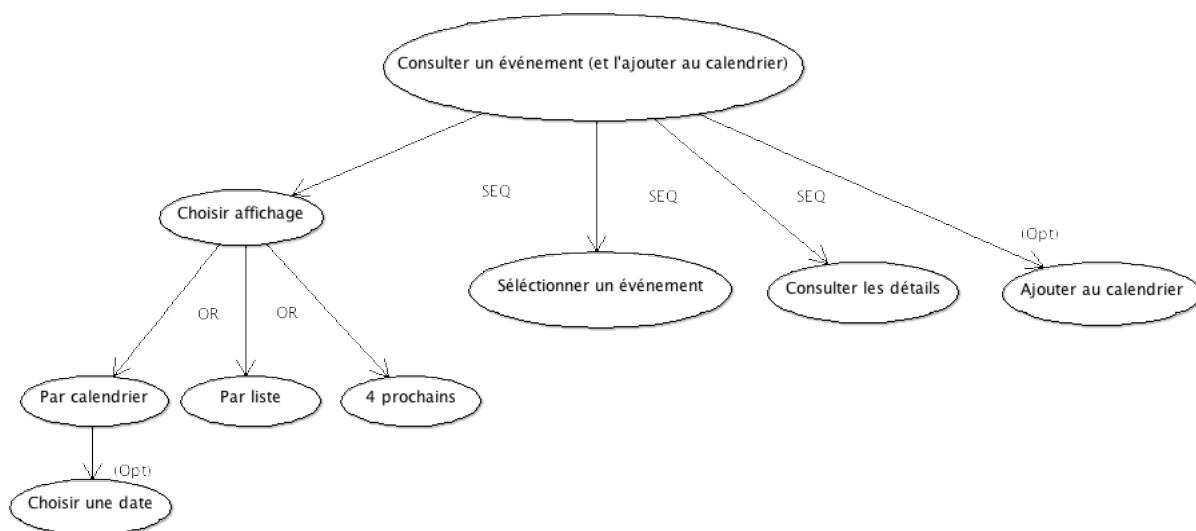 Consulter un événement (et l'ajouter au calendrier)
SEQ
SEQ
SEQ
Choisir affichage
(Opt)
Séléctionner un événement
Consulter les détails
Ajouter au calendrier
OR
OR
Par calendrier
Par liste
4 prochains
(Opt)
Choisir une date